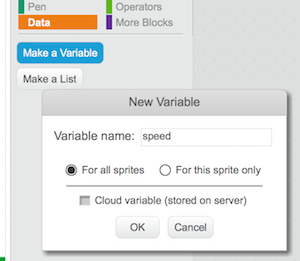 Pen Operators
Data More Blocks
Make a Variable
Make a List
New Variable
Variable name: speed
For all sprites For this sprite only
Cloud variable (stored on server)
OK Cancel